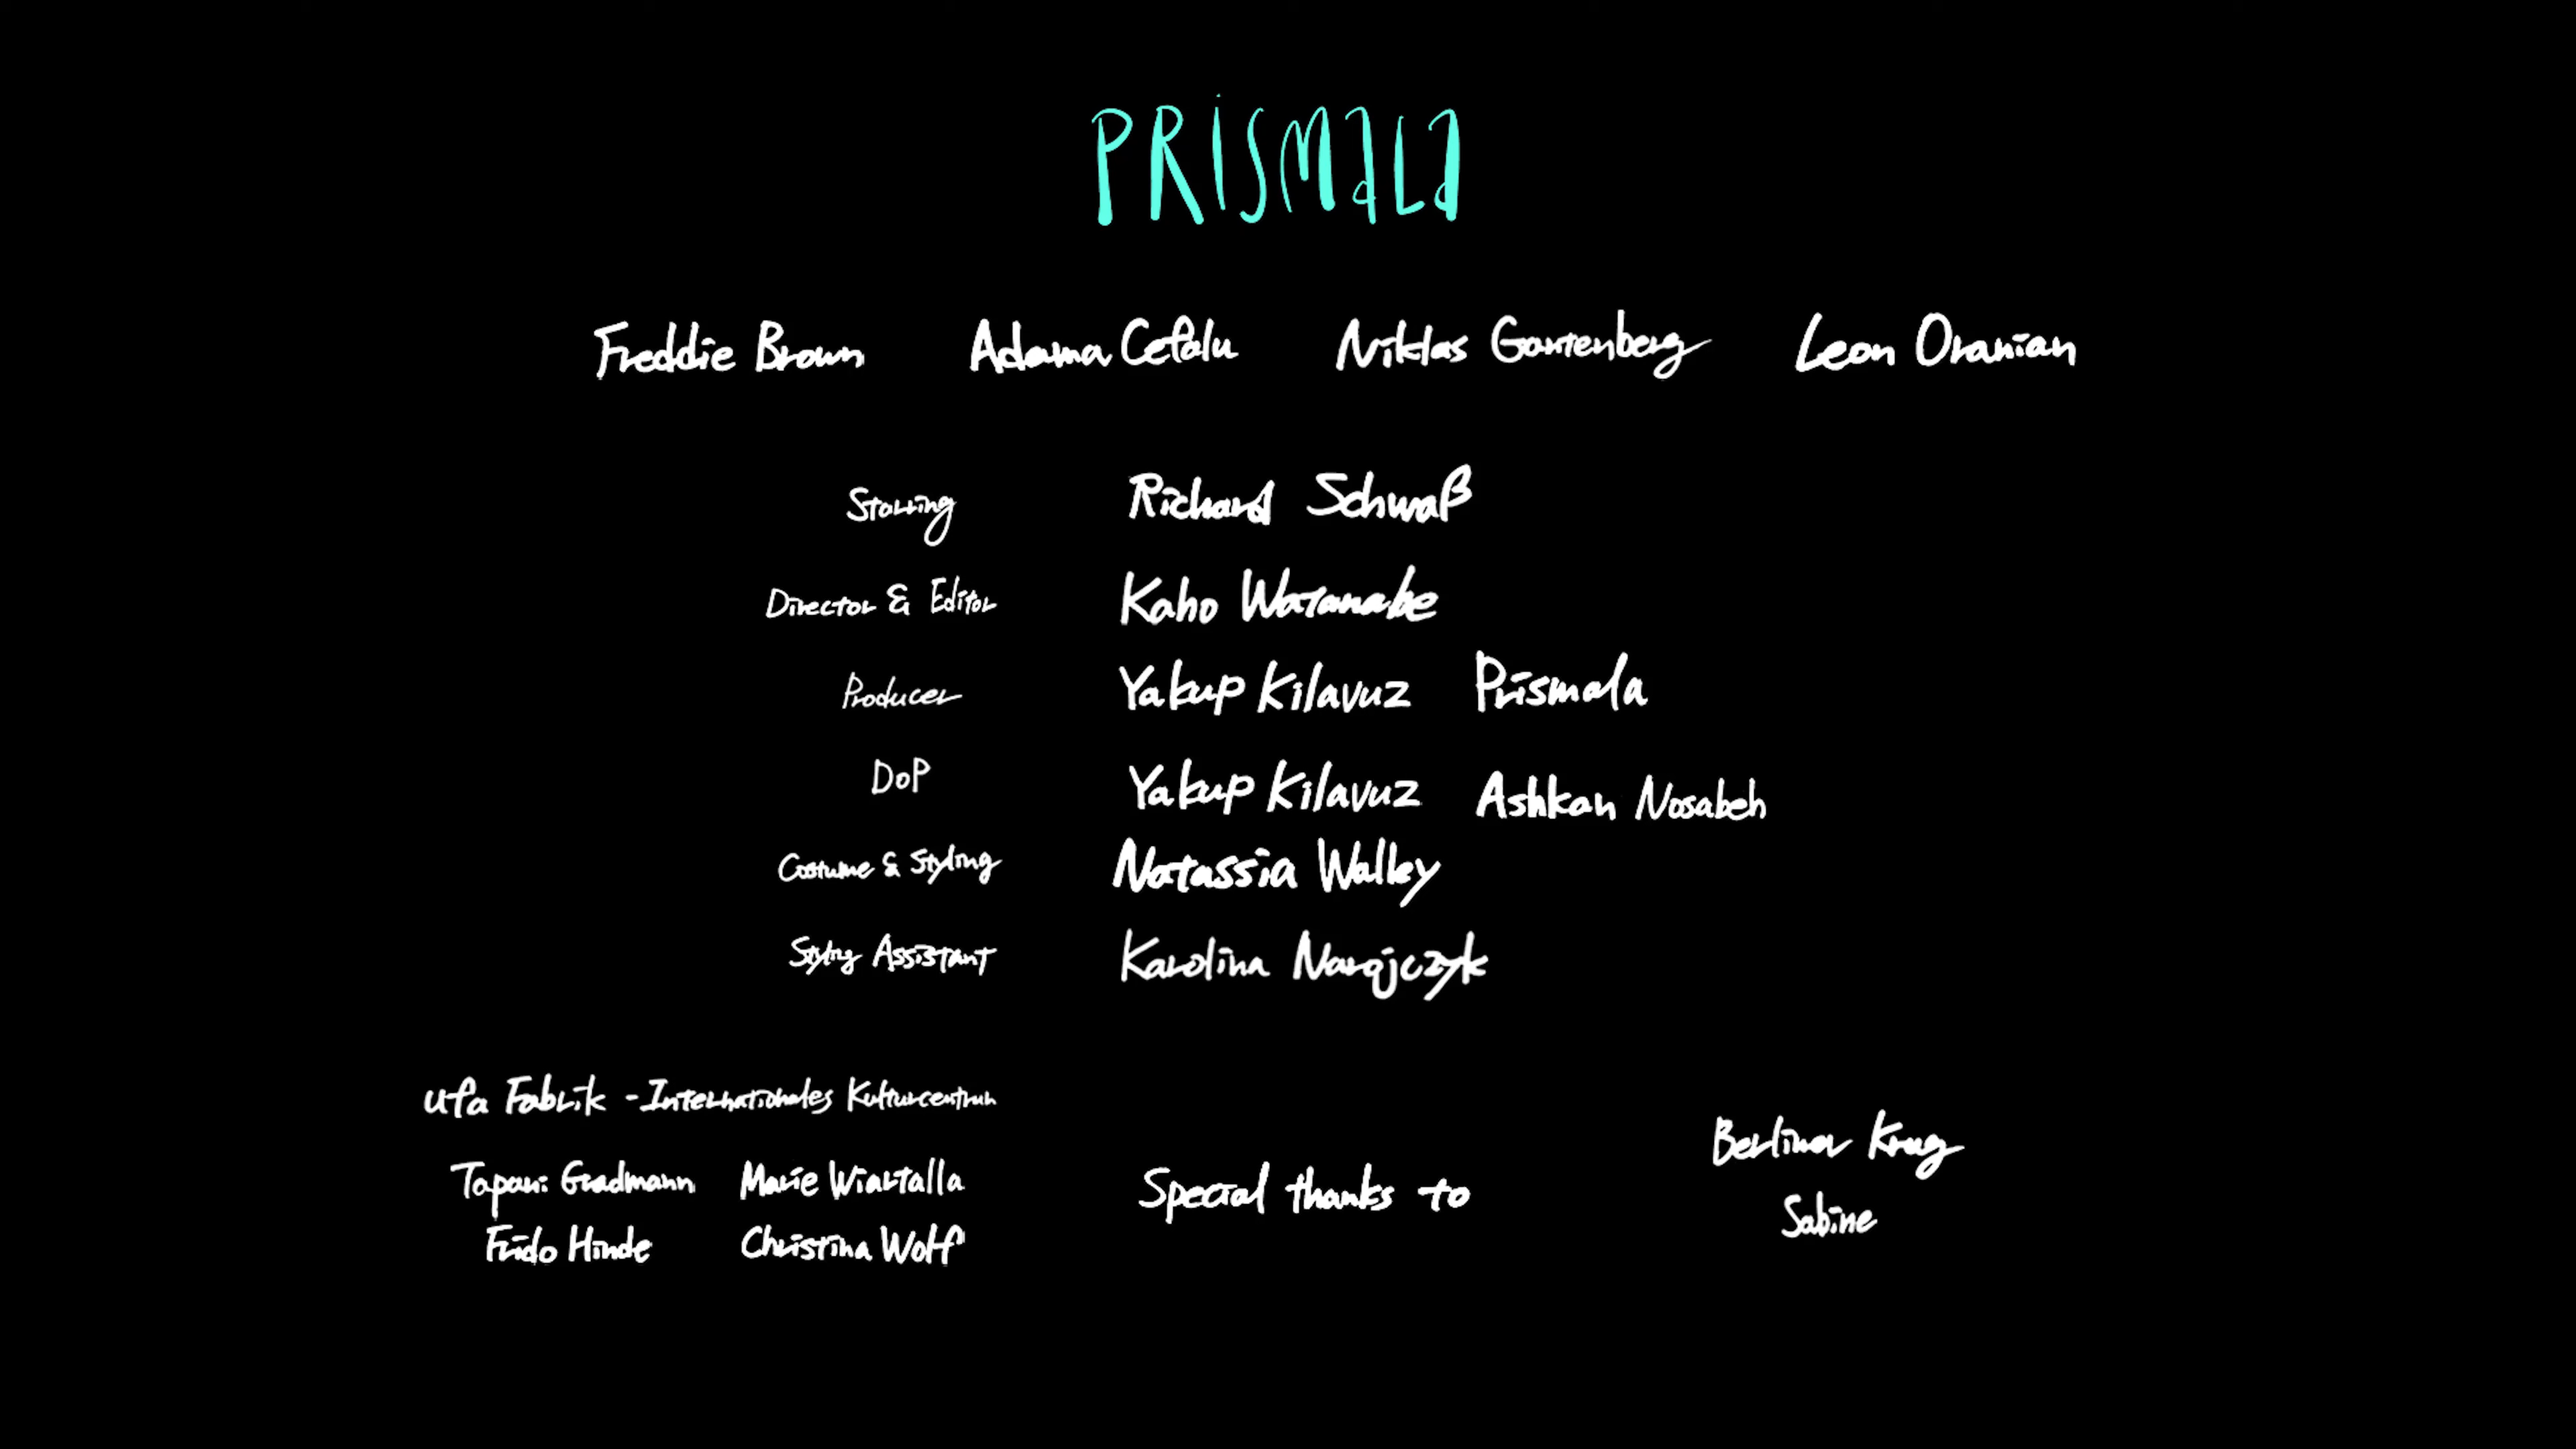 PRiSMaLa
Freddie Brown Adama Cefalu Niklas Gartenberg Leon Oranian
Starring Richard Schwaß
Director & Editor Kaho Watanabe
Producer Yakup Kilavuz Prismala
DoP Yakup Kilavuz Ashkan Nosabeh
Costume & Styling Natassia Walley
Styling Assistant Karolina Narojczyk
ufa Fabrik - Internationales Kulturcentrum
Tapani Gradmann Marie Wiartalla
Frido Hinde Christina Wolf
Special thanks to
Berliner Krug
Sabine